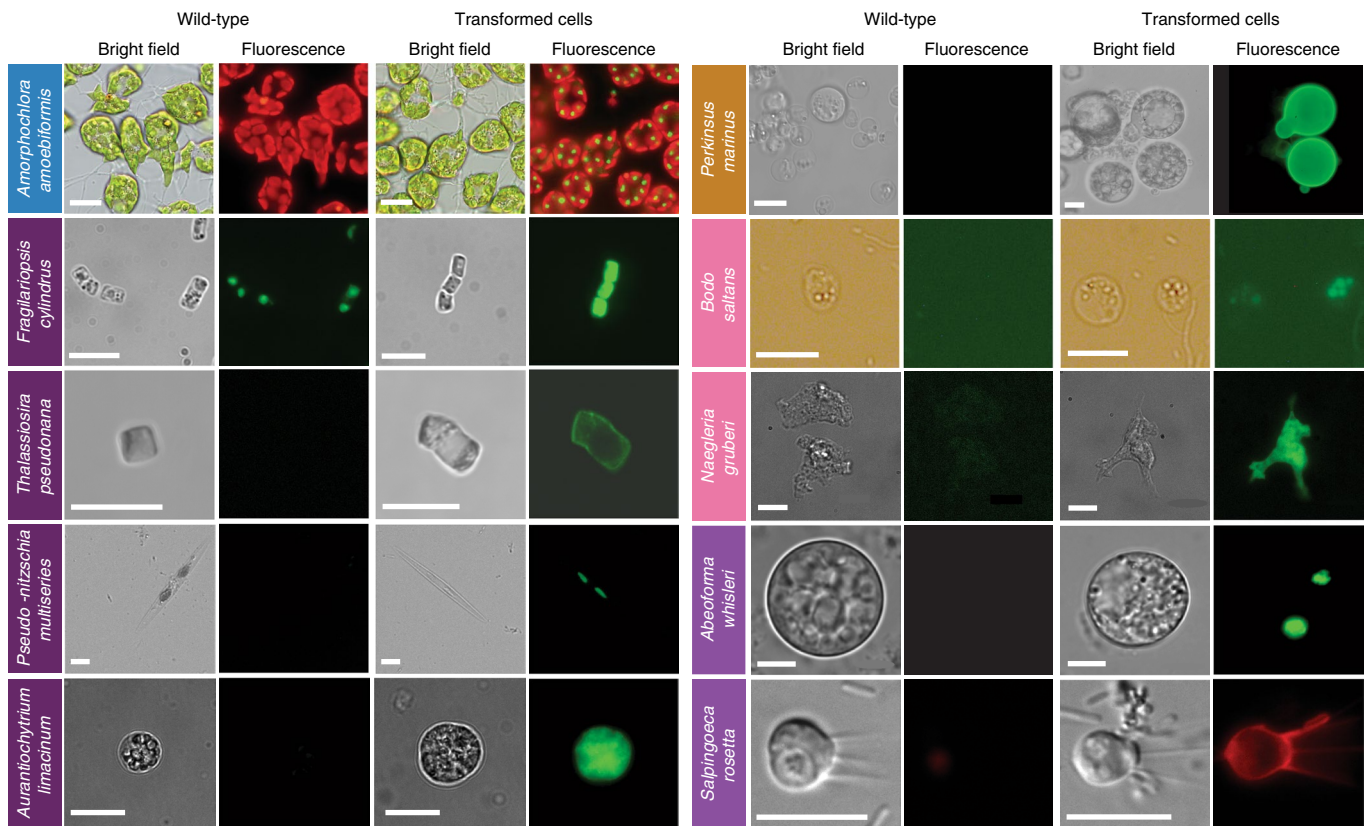 Wild-type
Transformed cells
Bright field
Fluorescence
Bright field
Fluorescence
Amorphochlora
amoebiformis
Fragilariopsis
cylindrus
Thalassiosira
pseudonana
Pseudo -nitzschia
multiseries
Aurantiochytrium
limacinum
Wild-type
Transformed cells
Bright field
Fluorescence
Bright field
Fluorescence
Perkinsus
marinus
Bodo
saltans
Naegleria
gruberi
Abeoforma
whisleri
Salpingoeca
rosetta